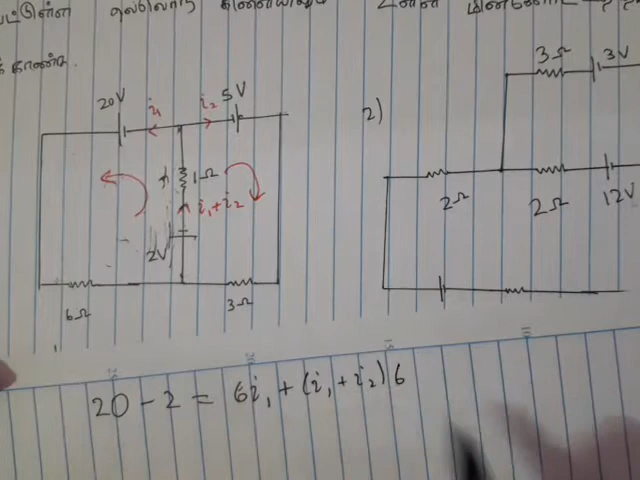 காண்க.
20V
i₁
i₂
5V
1Ω
i₁+i₂
2V
6Ω
3Ω
2)
3Ω
3V
2Ω
2Ω
12V
20 - 2 = 6i₁ + (i₁ + i₂) 6